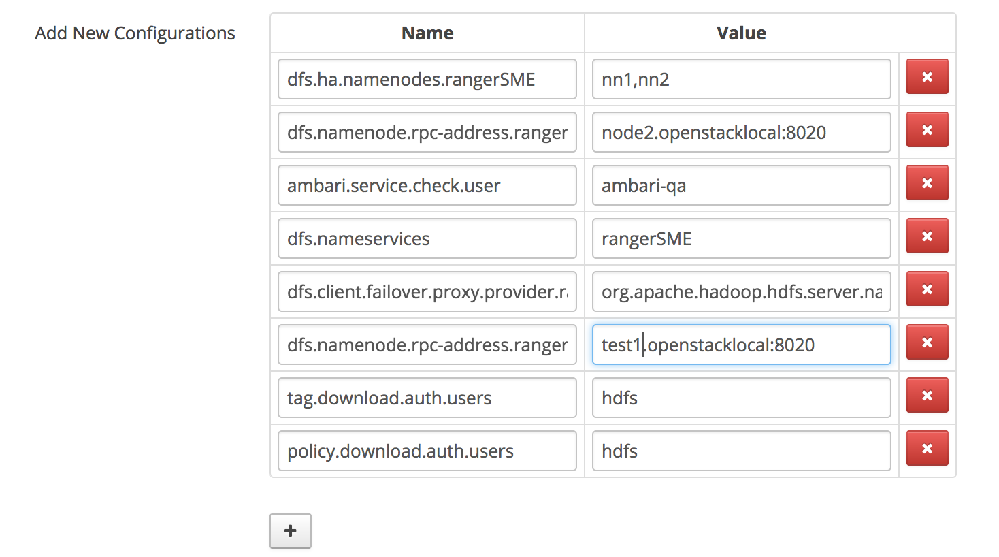 Add New Configurations
Name Value
dfs.ha.namenodes.rangerSME nn1,nn2
dfs.namenode.rpc-address.ranger node2.openstacklocal:8020
ambari.service.check.user ambari-qa
dfs.nameservices rangerSME
dfs.client.failover.proxy.provider.ra org.apache.hadoop.hdfs.server.na
dfs.namenode.rpc-address.ranger test1.openstacklocal:8020
tag.download.auth.users hdfs
policy.download.auth.users hdfs